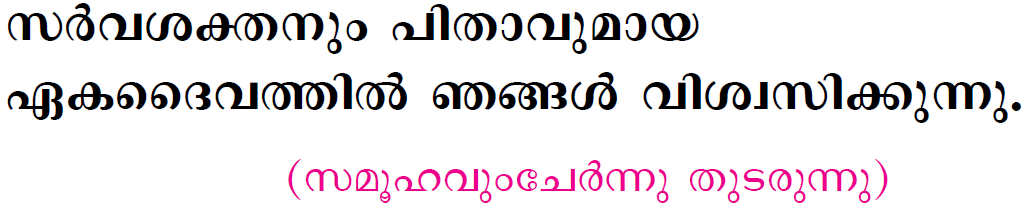 സർവശക്തനും പിതാവുമായ
ഏകദൈവത്തിൽ ഞങ്ങൾ വിശ്വസിക്കുന്നു.
(സമൂഹവുംചേർന്നു തുടരുന്നു)